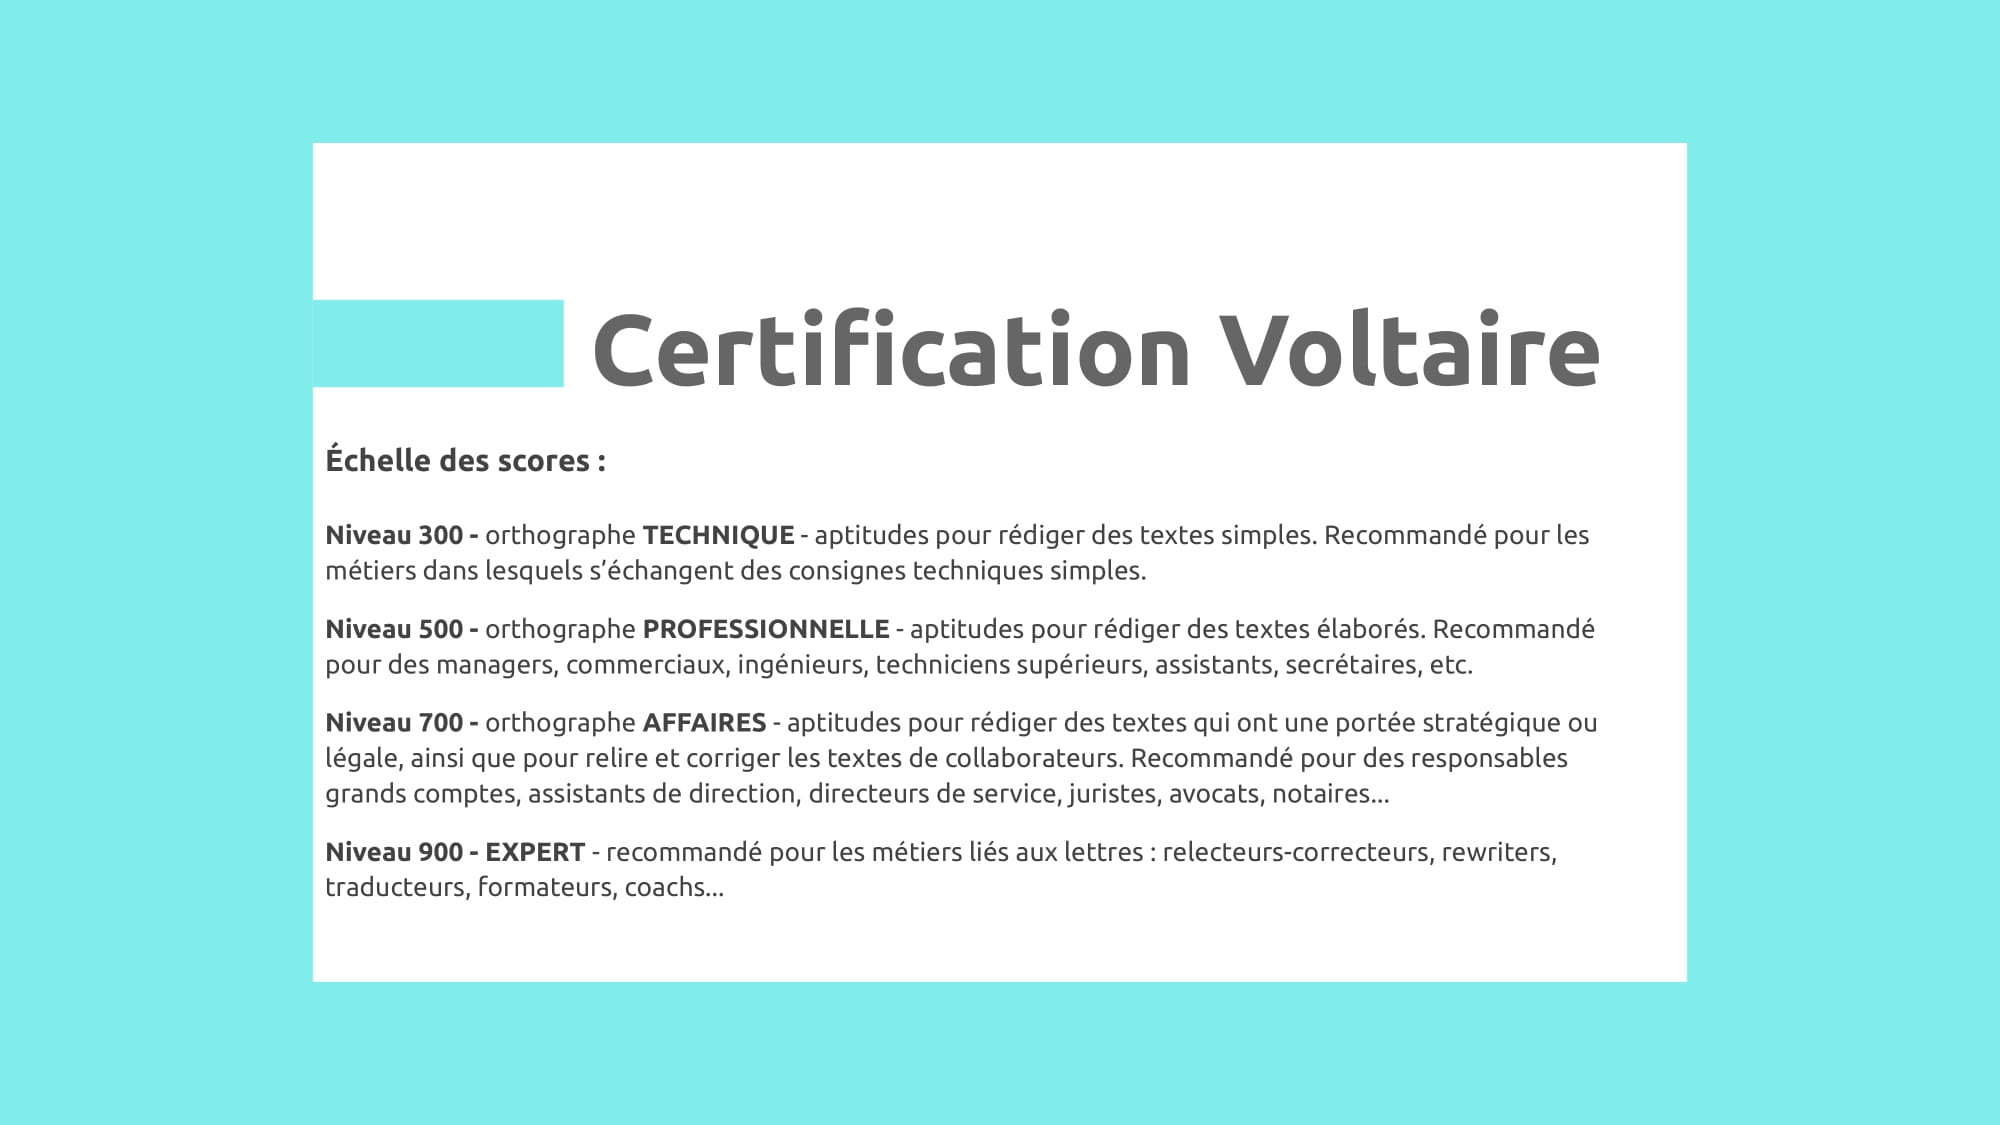 Certification Voltaire
Échelle des scores :
Niveau 300 - orthographe TECHNIQUE - aptitudes pour rédiger des textes simples. Recommandé pour les
métiers dans lesquels s’échangent des consignes techniques simples.
Niveau 500 - orthographe PROFESSIONNELLE - aptitudes pour rédiger des textes élaborés. Recommandé
pour des managers, commerciaux, ingénieurs, techniciens supérieurs, assistants, secrétaires, etc.
Niveau 700 - orthographe AFFAIRES - aptitudes pour rédiger des textes qui ont une portée stratégique ou
légale, ainsi que pour relire et corriger les textes de collaborateurs. Recommandé pour des responsables
grands comptes, assistants de direction, directeurs de service, juristes, avocats, notaires...
Niveau 900 - EXPERT - recommandé pour les métiers liés aux lettres : relecteurs-correcteurs, rewriters,
traducteurs, formateurs, coachs...